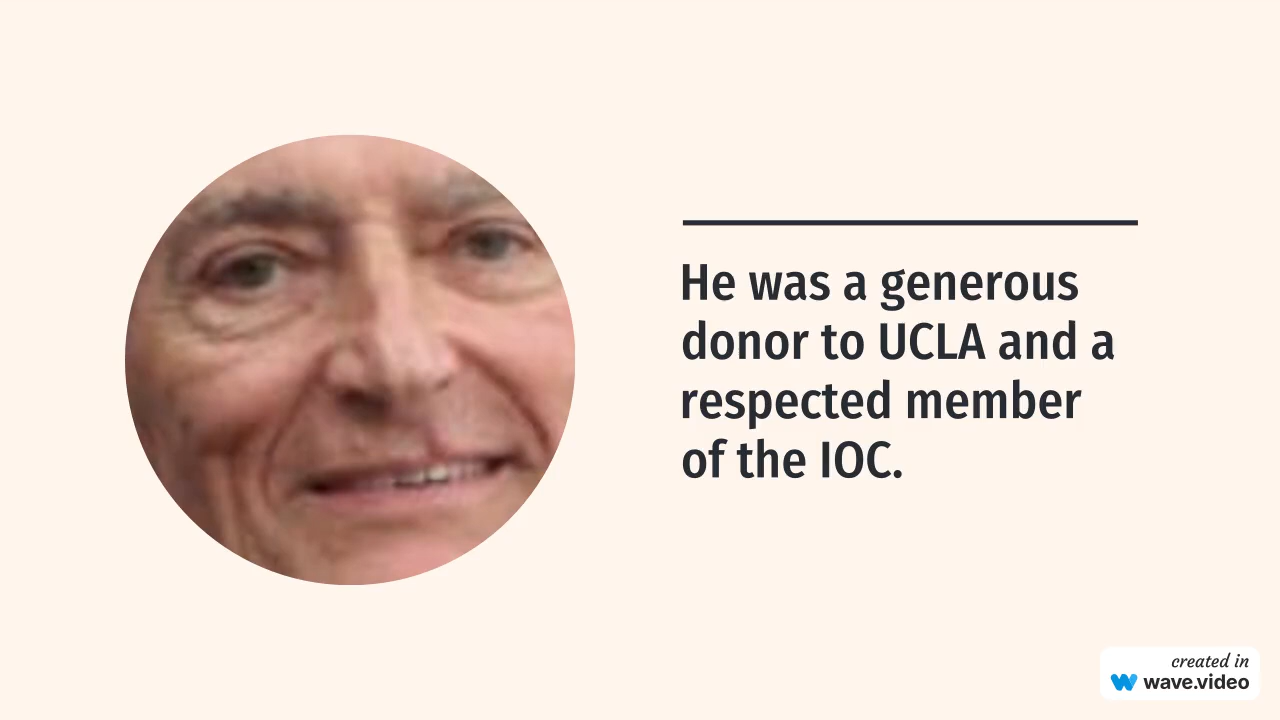 He was a generous
donor to UCLA and a
respected member
of the IOC.
created in
wave.video